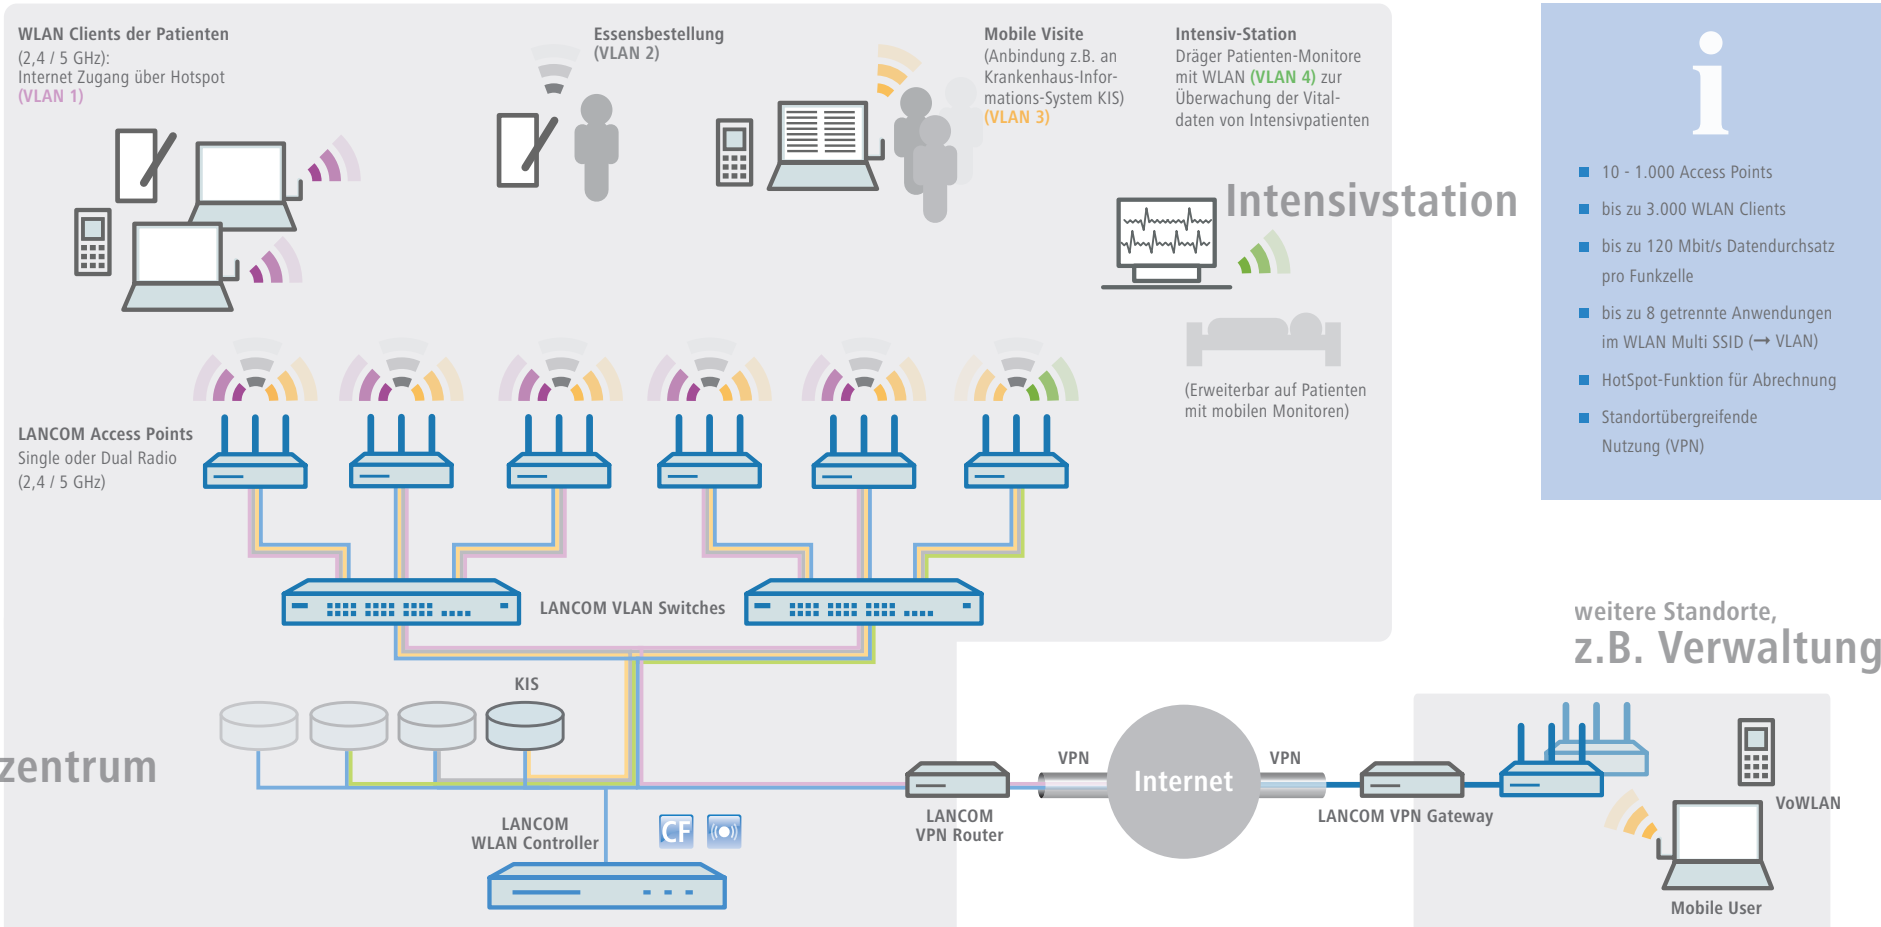 WLAN Clients der Patienten
(2,4 / 5 GHz):
Internet Zugang über Hotspot
(VLAN 1)
Essensbestellung
(VLAN 2)
Mobile Visite
(Anbindung z.B. an
Krankenhaus-Infor-
mations-System KIS)
(VLAN 3)
Intensiv-Station
Dräger Patienten-Monitore
mit WLAN (VLAN 4) zur
Überwachung der Vital-
daten von Intensivpatienten
Intensivstation
(Erweiterbar auf Patienten
mit mobilen Monitoren)
i
10 - 1.000 Access Points
bis zu 3.000 WLAN Clients
bis zu 120 Mbit/s Datendurchsatz
pro Funkzelle
bis zu 8 getrennte Anwendungen
im WLAN Multi SSID (→ VLAN)
HotSpot-Funktion für Abrechnung
Standortübergreifende
Nutzung (VPN)
LANCOM Access Points
Single oder Dual Radio
(2,4 / 5 GHz)
LANCOM VLAN Switches
weitere Standorte,
z.B. Verwaltung
KIS
zentrum
VPN
Internet
VPN
LANCOM
VPN Router
LANCOM VPN Gateway
VoWLAN
LANCOM
WLAN Controller
CF
Mobile User